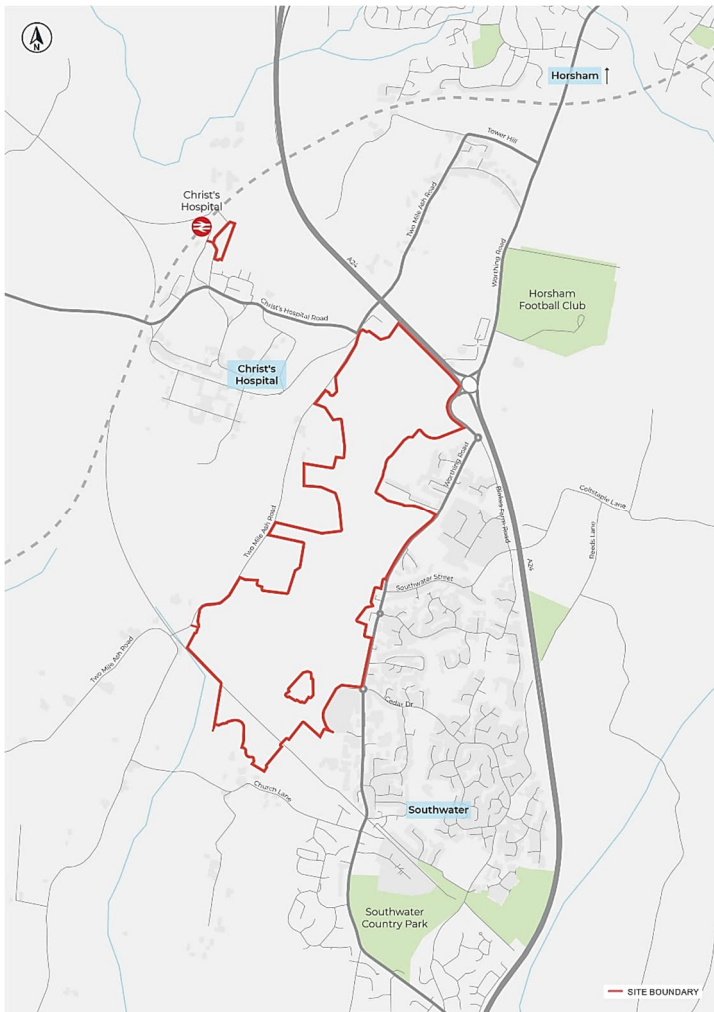 N
Horsham
Tower Hill
Christ's
Hospital
Two Mile Ash Road
Worthing Road
A24
Horsham
Football Club
Christ's Hospital Road
Christ's
Hospital
Worthing Road
Coltstaple Lane
Two Mile Ash Road
Blakes Farm Road
Reeds Lane
A24
Southwater Street
Two Mile Ash Road
Cedar Dr
Church Lane
Southwater
Southwater
Country Park
SITE BOUNDARY